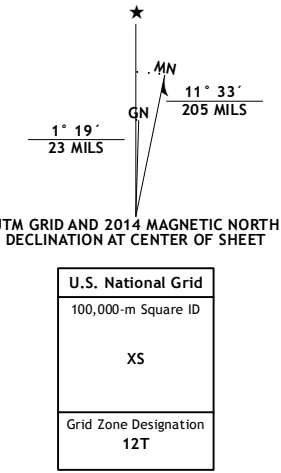 ★
MN
GN
11° 33´
205 MILS
1° 19´
23 MILS
UTM GRID AND 2014 MAGNETIC NORTH
DECLINATION AT CENTER OF SHEET
U.S. National Grid
100,000-m Square ID
XS
Grid Zone Designation
12T